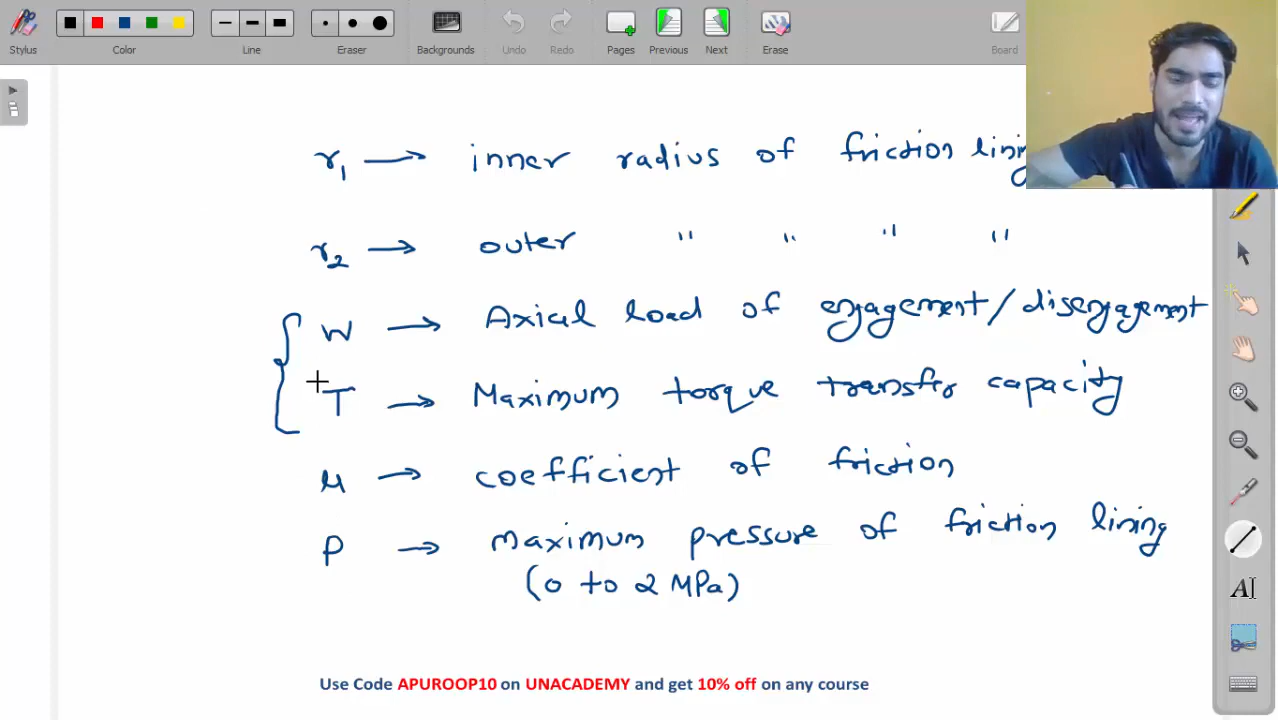 Stylus Color Line Eraser Backgrounds Undo Redo Pages Previous Next Erase Board
r1 → inner radius of friction
r2 → outer " " " "
W → Axial load of engagement/disengagement
T → Maximum torque transfer capacity
μ → coefficient of friction
P → maximum pressure of friction lining
(0 to 2 MPa)
Use Code APUROOP10 on UNACADEMY and get 10% off on any course